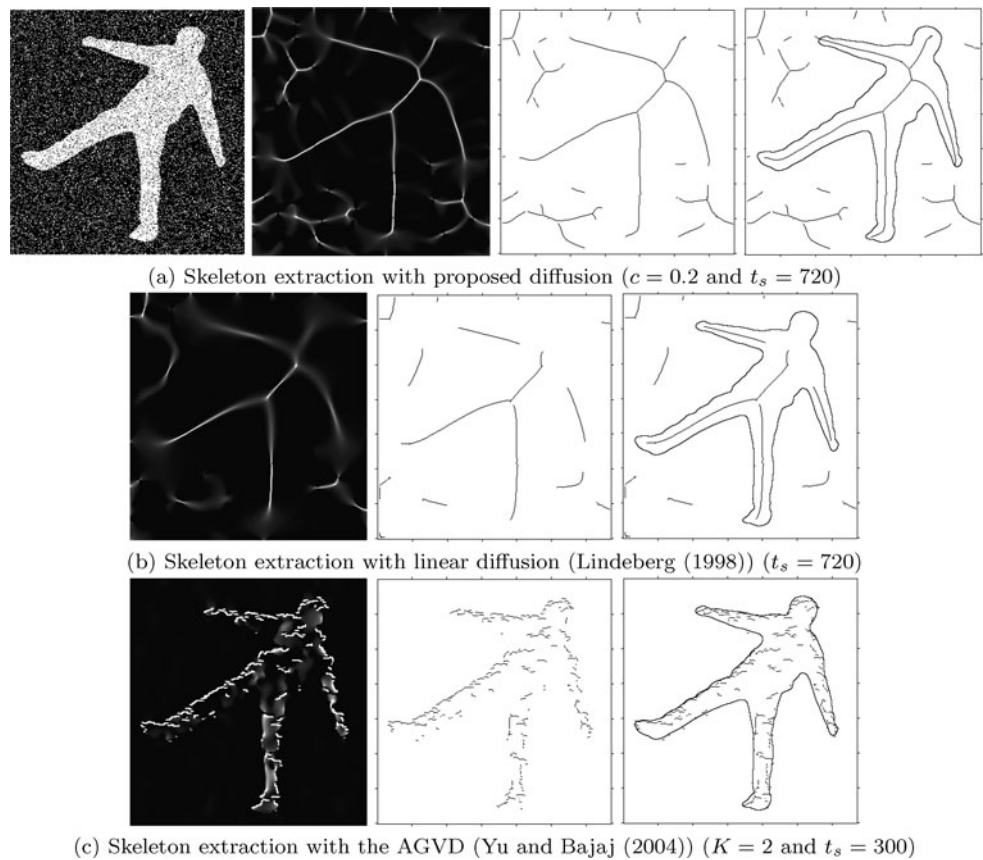 (a) Skeleton extraction with proposed diffusion (c = 0.2 and t_s = 720)
(b) Skeleton extraction with linear diffusion (Lindeberg (1998)) (t_s = 720)
(c) Skeleton extraction with the AGVD (Yu and Bajaj (2004)) (K = 2 and t_s = 300)